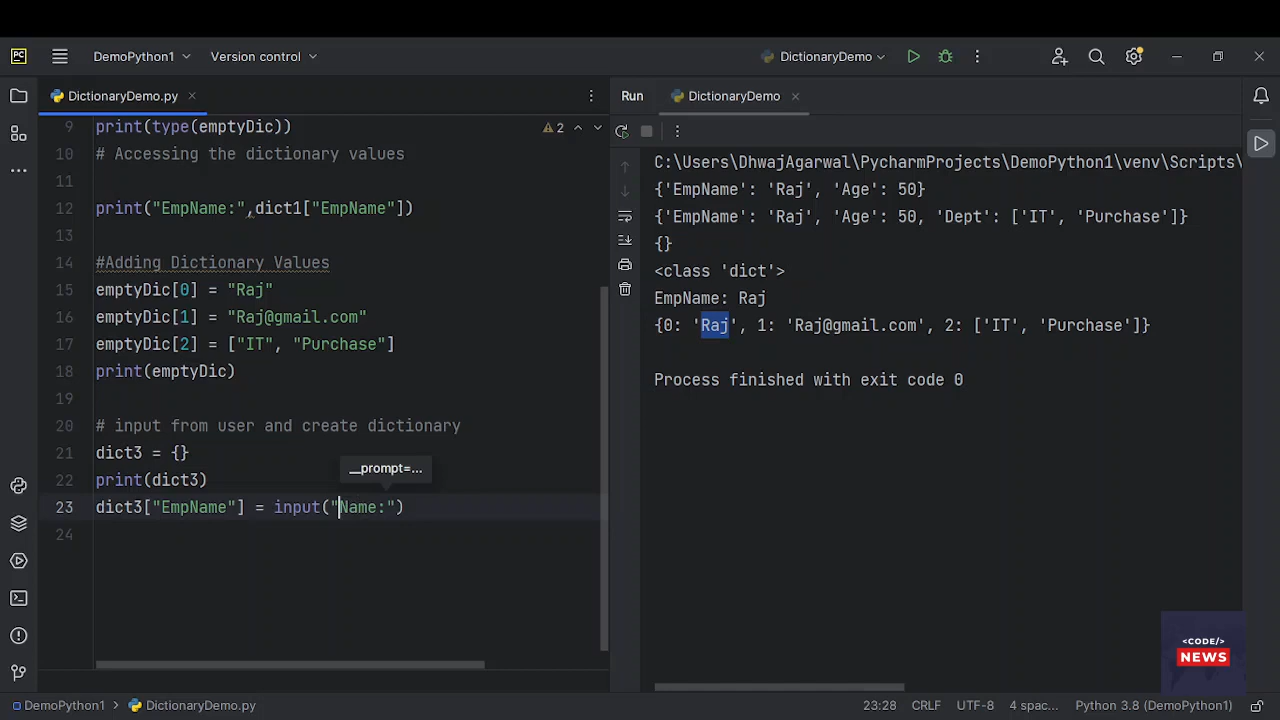 PC DemoPython1 Version control DictionaryDemo
DictionaryDemo.py Run DictionaryDemo
9 print(type(emptyDic)) 2
10 # Accessing the dictionary values
11
12 print("EmpName:",dict1["EmpName"])
13
14 #Adding Dictionary Values
15 emptyDic[0] = "Raj"
16 emptyDic[1] = "Raj@gmail.com"
17 emptyDic[2] = ["IT", "Purchase"]
18 print(emptyDic)
19
20 # input from user and create dictionary
21 dict3 = {}
__prompt=...
22 print(dict3)
23 dict3["EmpName"] = input("Name:")
24
C:\Users\DhwajAgarwal\PycharmProjects\DemoPython1\venv\Scripts\
{'EmpName': 'Raj', 'Age': 50}
{'EmpName': 'Raj', 'Age': 50, 'Dept': ['IT', 'Purchase']}
{}
<class 'dict'>
EmpName: Raj
{0: 'Raj', 1: 'Raj@gmail.com', 2: ['IT', 'Purchase']}
Process finished with exit code 0
<CODE/>
NEWS
DemoPython1 DictionaryDemo.py 23:28 CRLF UTF-8 4 spac... Python 3.8 (DemoPython1)